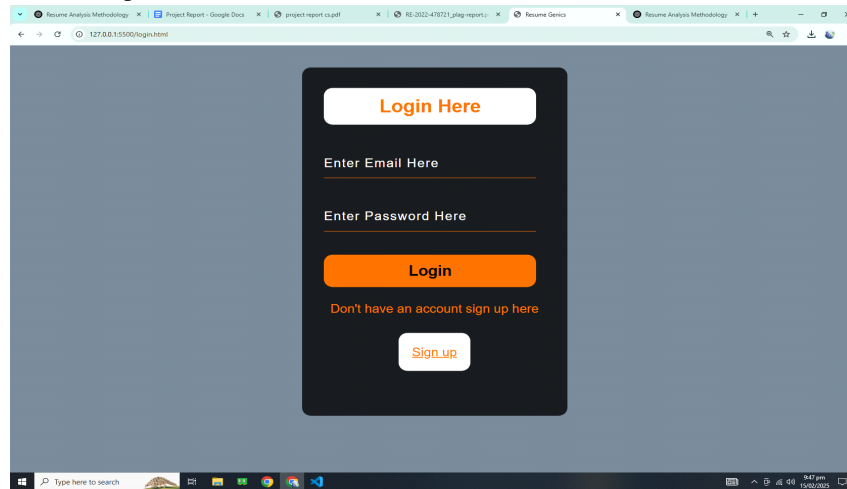 Resume Analysis Methodology
Project Report - Google Docs
project report cs.pdf
RE-2022-478721_plag-report.p
Resume Genics
Resume Analysis Methodology
127.0.0.1:5500/login.html
Login Here
Enter Email Here
Enter Password Here
Login
Don't have an account sign up here
Sign up
Type here to search
9:47 pm
15/02/2025